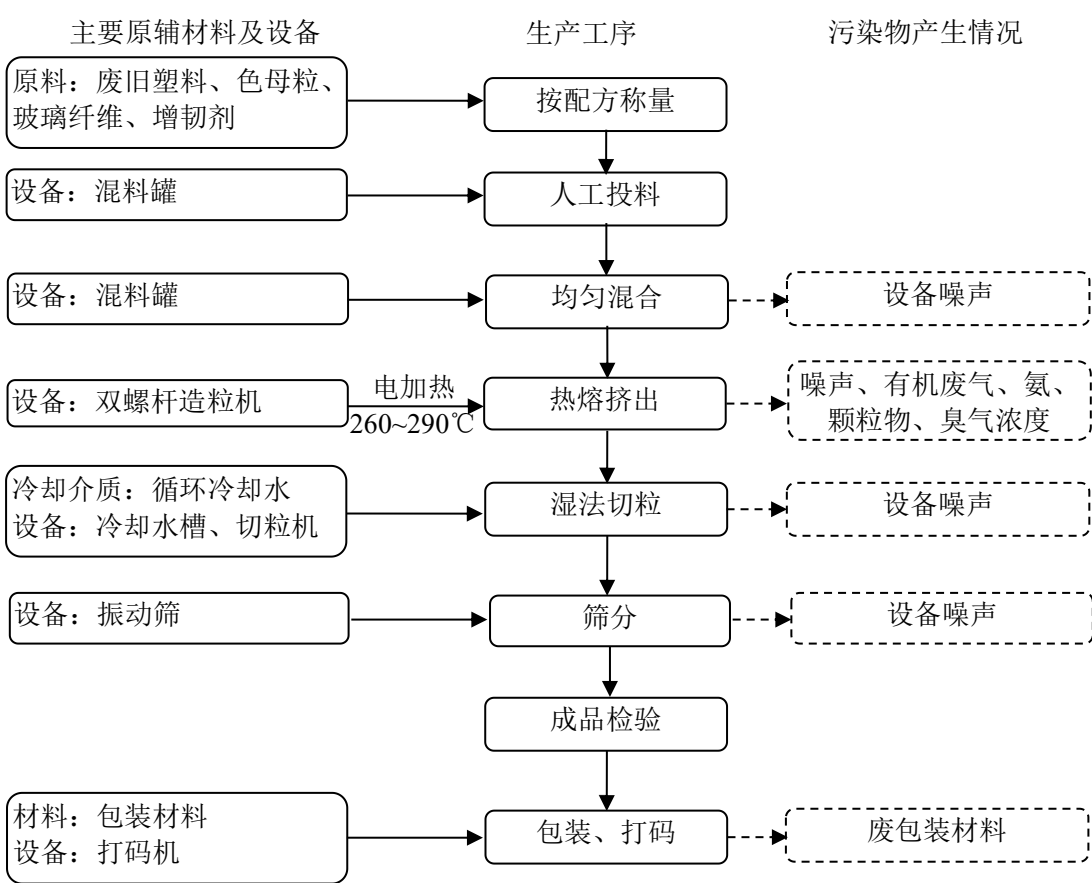 主要原辅材料及设备
生产工序
污染物产生情况
原料：废旧塑料、色母粒、
玻璃纤维、增韧剂
按配方称量
设备：混料罐
人工投料
设备：混料罐
均匀混合
设备噪声
设备：双螺杆造粒机
电加热
260~290℃
热熔挤出
噪声、有机废气、氨、
颗粒物、臭气浓度
冷却介质：循环冷却水
设备：冷却水槽、切粒机
湿法切粒
设备噪声
设备：振动筛
筛分
设备噪声
成品检验
材料：包装材料
设备：打码机
包装、打码
废包装材料